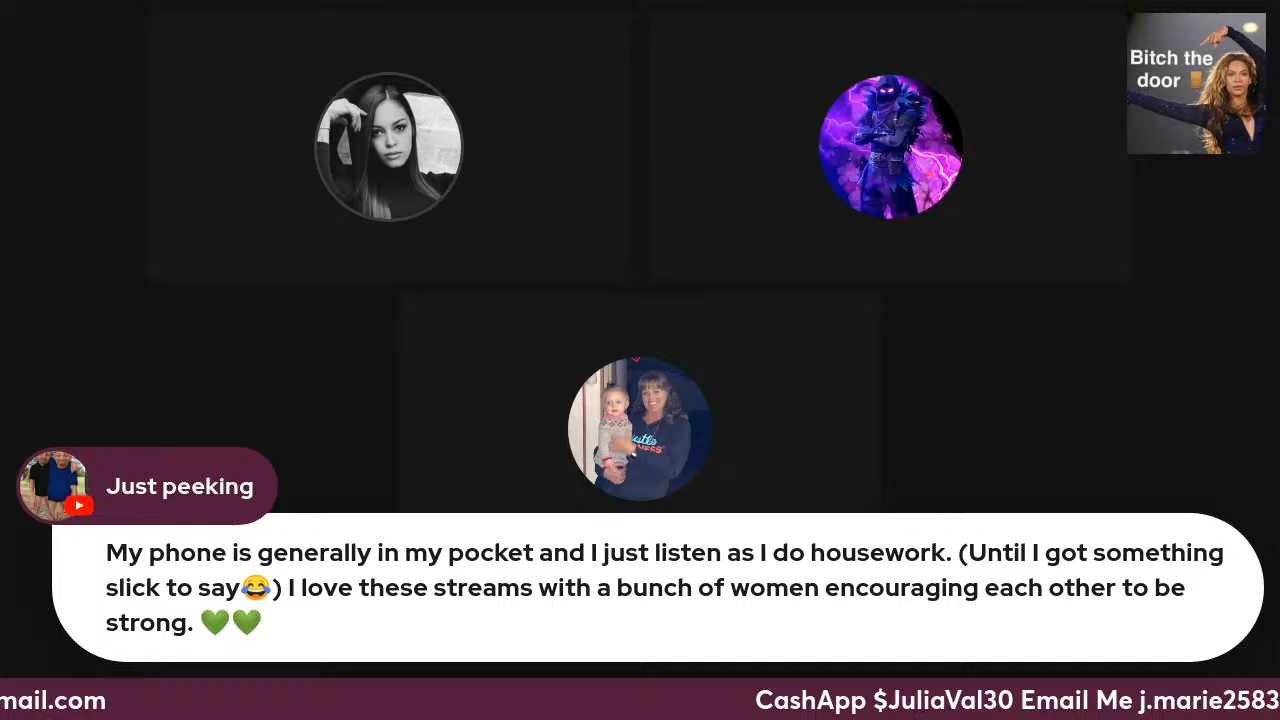 Bitch the
door
Just peeking
My phone is generally in my pocket and I just listen as I do housework. (Until I got something
slick to say😂) I love these streams with a bunch of women encouraging each other to be
strong. 💚💚
mail.com
CashApp $JuliaVal30 Email Me j.marie2583